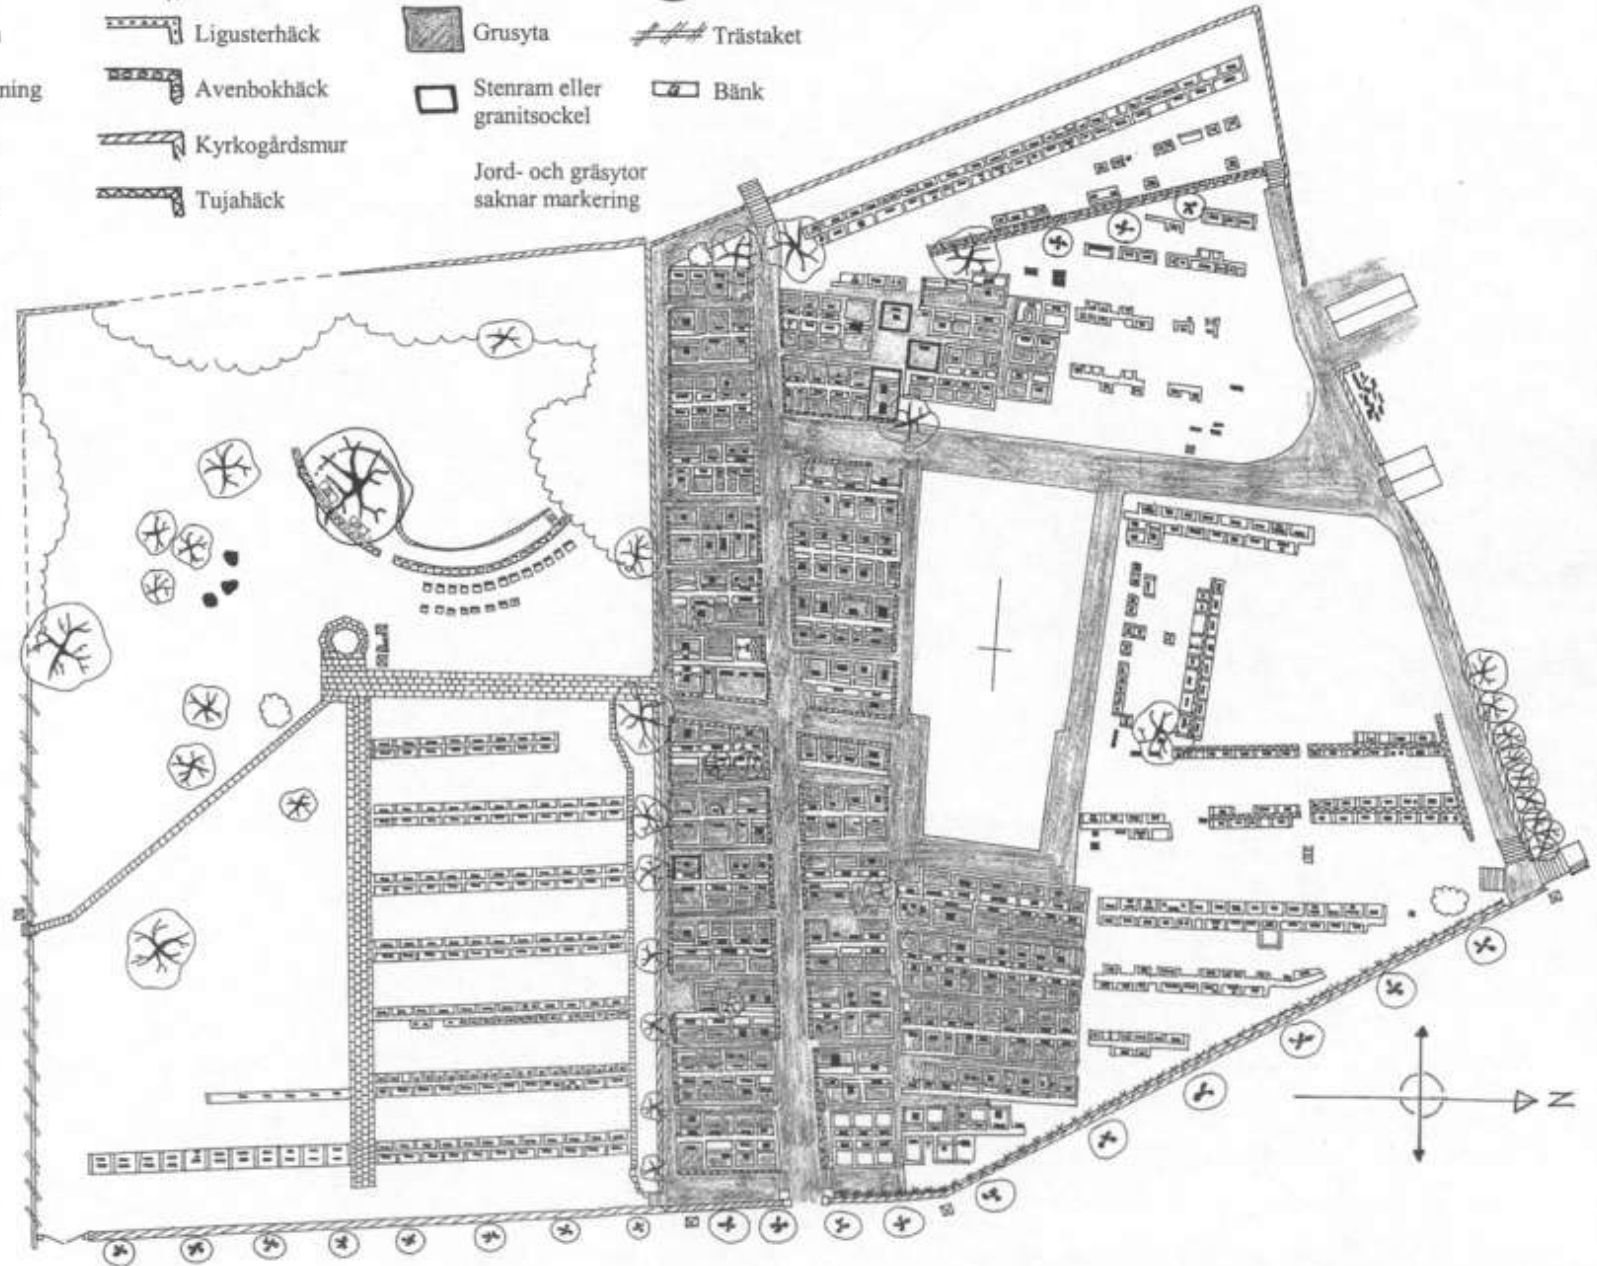 Ligusterhäck
Avenbokhäck
Kyrkogårdsmur
Tujahäck
Grusyta
Stenram eller
granitsockel
Jord- och gräsytor
saknar markering
Trästaket
Bänk
ning
N